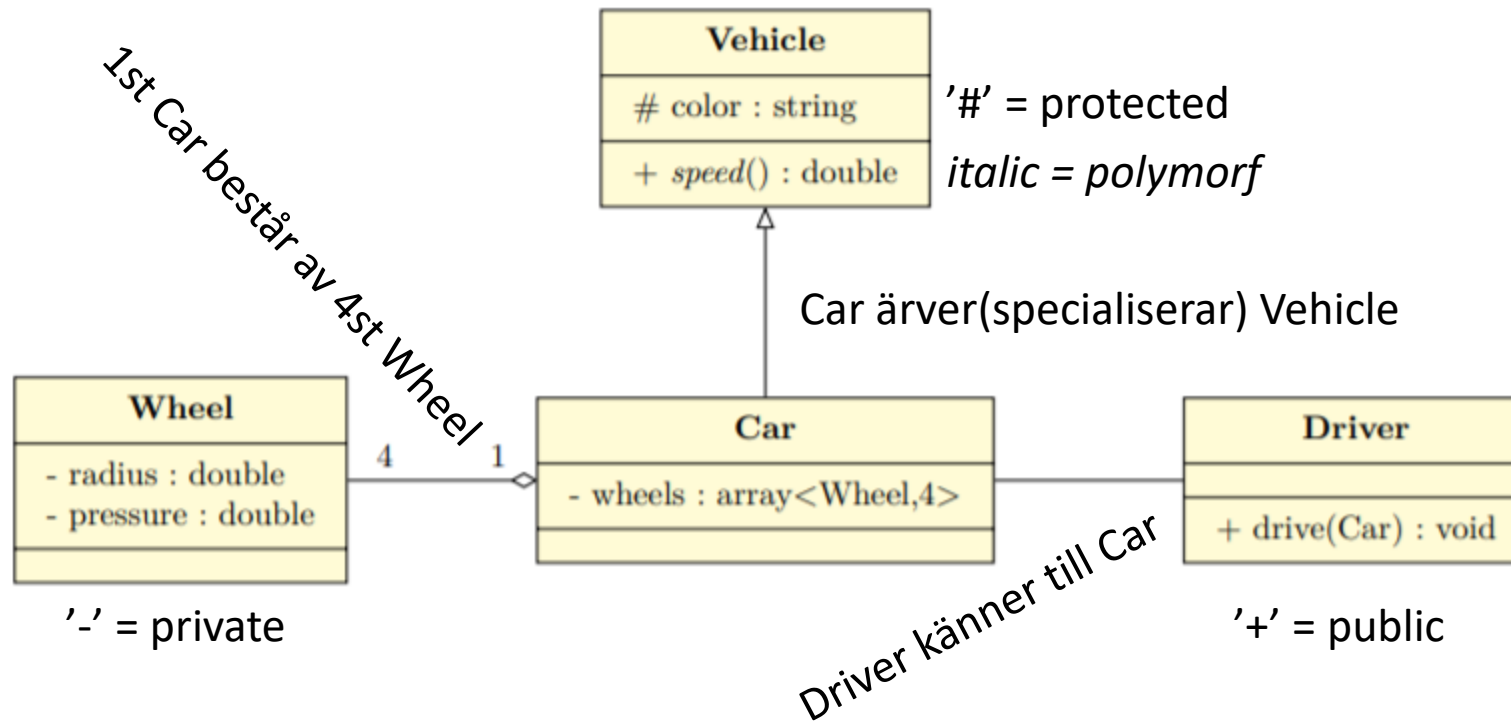 Vehicle
# color : string
+ speed() : double
’#’ = protected
italic = polymorf
1st Car består av 4st Wheel
Car ärver(specialiserar) Vehicle
Wheel
- radius : double
- pressure : double
’-’ = private
4
1
Car
- wheels : array<Wheel,4>
Driver känner till Car
Driver
+ drive(Car) : void
’+’ = public